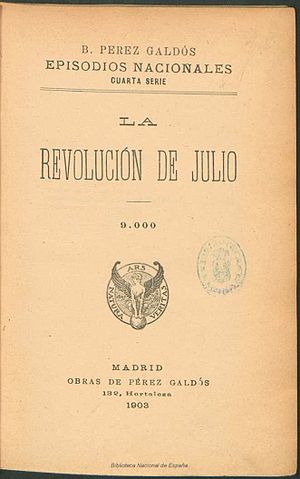 B. PEREZ GALDÓS
EPISODIOS NACIONALES
CUARTA SERIE
LA
REVOLUCIÓN DE JULIO
9.000
ARS
NATURA
VERITAS
MADRID
OBRAS DE PÉREZ GALDÓS
132, Hortaleza
1903
Biblioteca Nacional de España